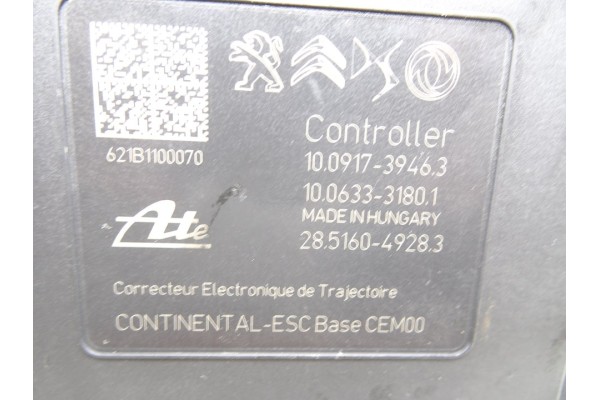 Controller
621B1100070
10.0917-3946.3
10.0633-3180.1
MADE IN HUNGARY
Ate
28.5160-4928.3
Correcteur Electronique de Trajectoire
CONTINENTAL-ESC Base CEM00